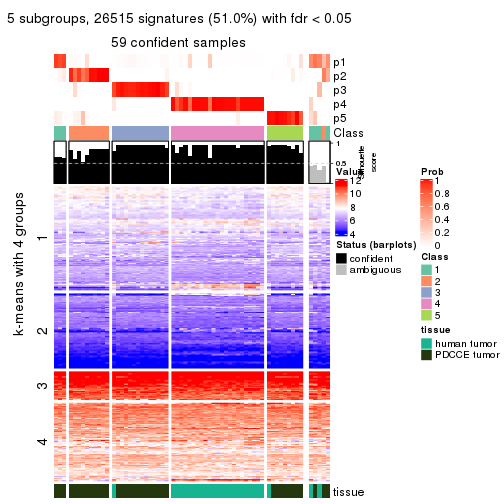 5 subgroups, 26515 signatures (51.0%) with fdr < 0.05
59 confident samples
p1
p2
p3
p4
p5
Class
1
0.5
silhouette
score
k-means with 4 groups
1
2
3
4
tissue
Value
12
10
8
6
4
Status (barplots)
confident
ambiguous
Prob
1
0.8
0.6
0.4
0.2
0
Class
1
2
3
4
5
tissue
human tumor
PDCCE tumor